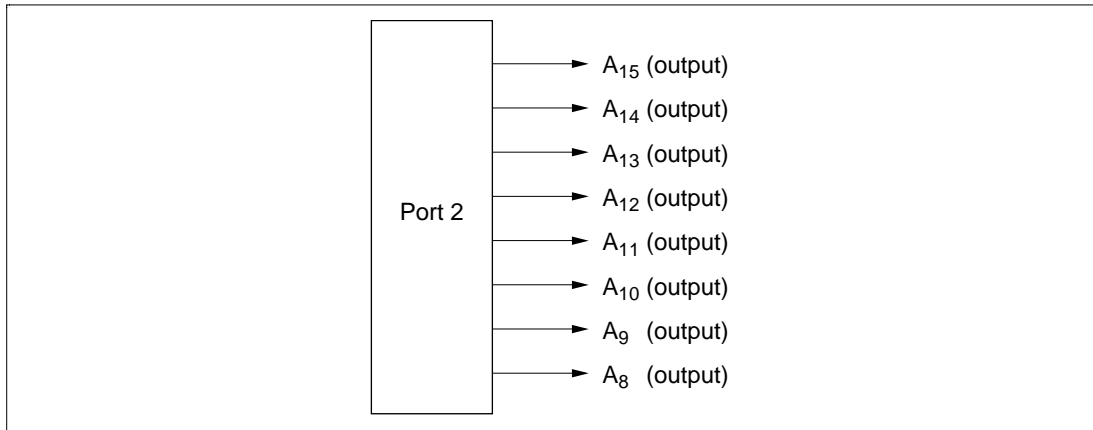 A15 (output)
A14 (output)
A13 (output)
A12 (output)
Port 2
A11 (output)
A10 (output)
A9 (output)
A8 (output)